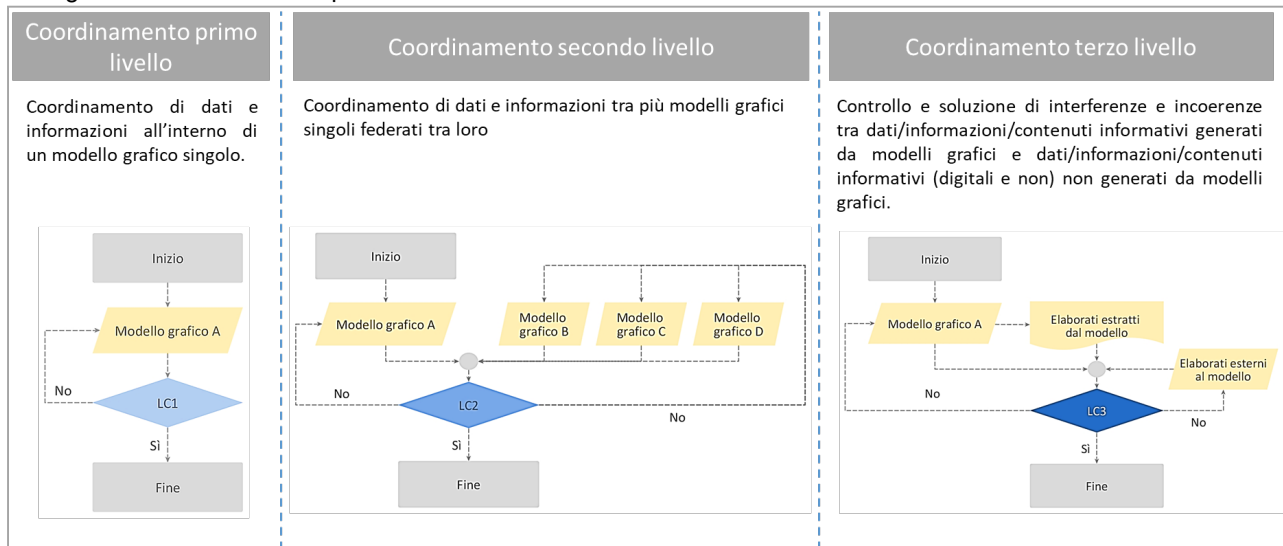 Coordinamento primo
livello
Coordinamento di dati e
informazioni all'interno di
un modello grafico singolo.
Inizio
Modello grafico A
No
LC1
Sì
Fine
Coordinamento secondo livello
Coordinamento di dati e informazioni tra più modelli grafici
singoli federati tra loro
Inizio
Modello grafico A
Modello
grafico B
Modello
grafico C
Modello
grafico D
No
LC2
No
Sì
Fine
Coordinamento terzo livello
Controllo e soluzione di interferenze e incoerenze
tra dati/informazioni/contenuti informativi generati
da modelli grafici e dati/informazioni/contenuti
informativi (digitali e non) non generati da modelli
grafici.
Inizio
Modello grafico A
Elaborati estratti
dal modello
Elaborati esterni
al modello
No
LC3
No
Sì
Fine